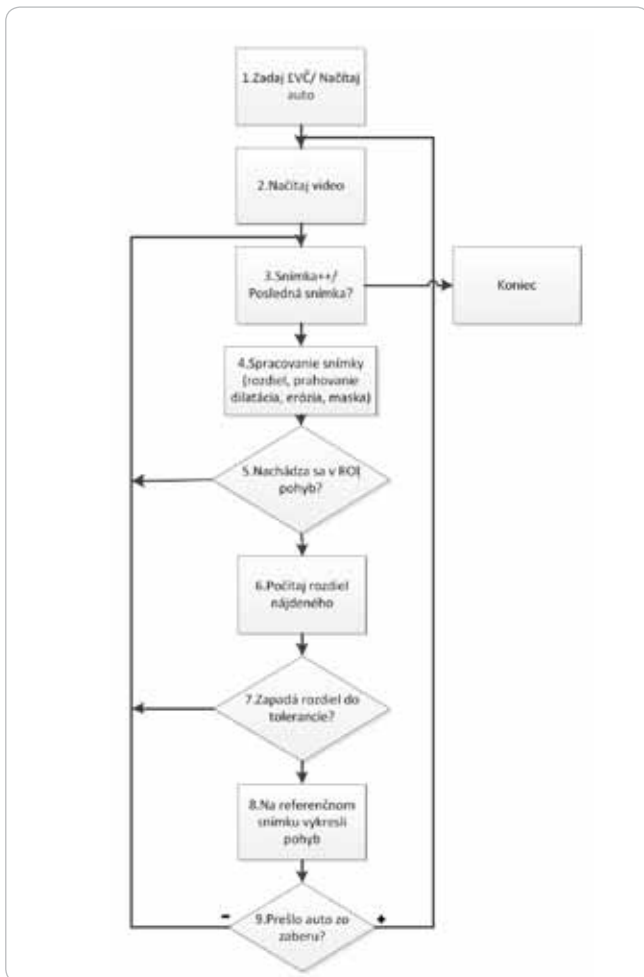 1.Zadaj EVČ/ Načítaj
auto
2.Načítaj video
3.Snímka++/
Posledná snímka?
Koniec
4.Spracovanie snímky
(rozdiel, prahovanie
dilatácia, erózia, maska)
5.Nachádza sa v ROI
pohyb?
6.Počítaj rozdiel
nájdeného
7.Zapadá rozdiel do
tolerancie?
8.Na referenčnom
snímku vykresli
pohyb
-
9.Prešlo auto zo
zaberu?
+